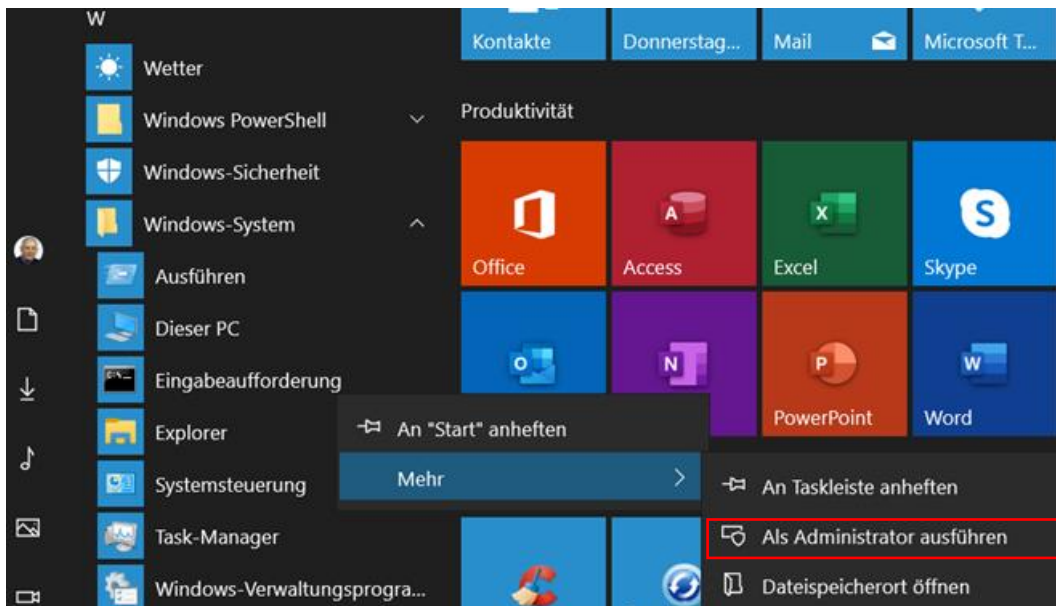 W
Wetter
Windows PowerShell
Windows-Sicherheit
Windows-System
Ausführen
Dieser PC
Eingabeaufforderung
Explorer
Systemsteuerung
Task-Manager
Windows-Verwaltungsprogra...
Kontakte
Donnerstag...
Mail
Microsoft T...
Produktivität
Office
A
Access
X
Excel
S
Skype
O
N
P
PowerPoint
W
Word
An "Start" anheften
Mehr
An Taskleiste anheften
Als Administrator ausführen
Dateispeicherort öffnen